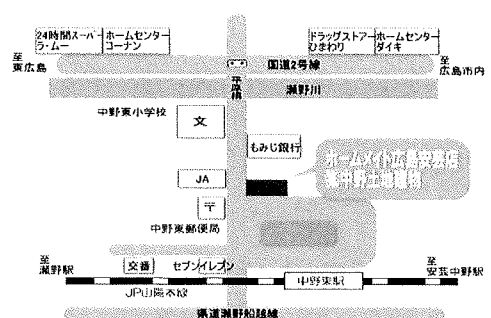 24時間スーパー
ラ・ムー
ホームセンター
コーナン
ドラッグストアー
ひまわり
ホームセンター
ダイキ
至
東広島
国道2号線
至
広島市内
平原橋
瀬野川
中野東小学校
文
もみじ銀行
ホームメイト広島安芸店
㈱中野土地建物
JA
〒
中野東郵便局
至
瀬野駅
交番
セブンイレブン
中野東駅
至
安芸中野駅
JR山陽本線
県道瀬野船越線